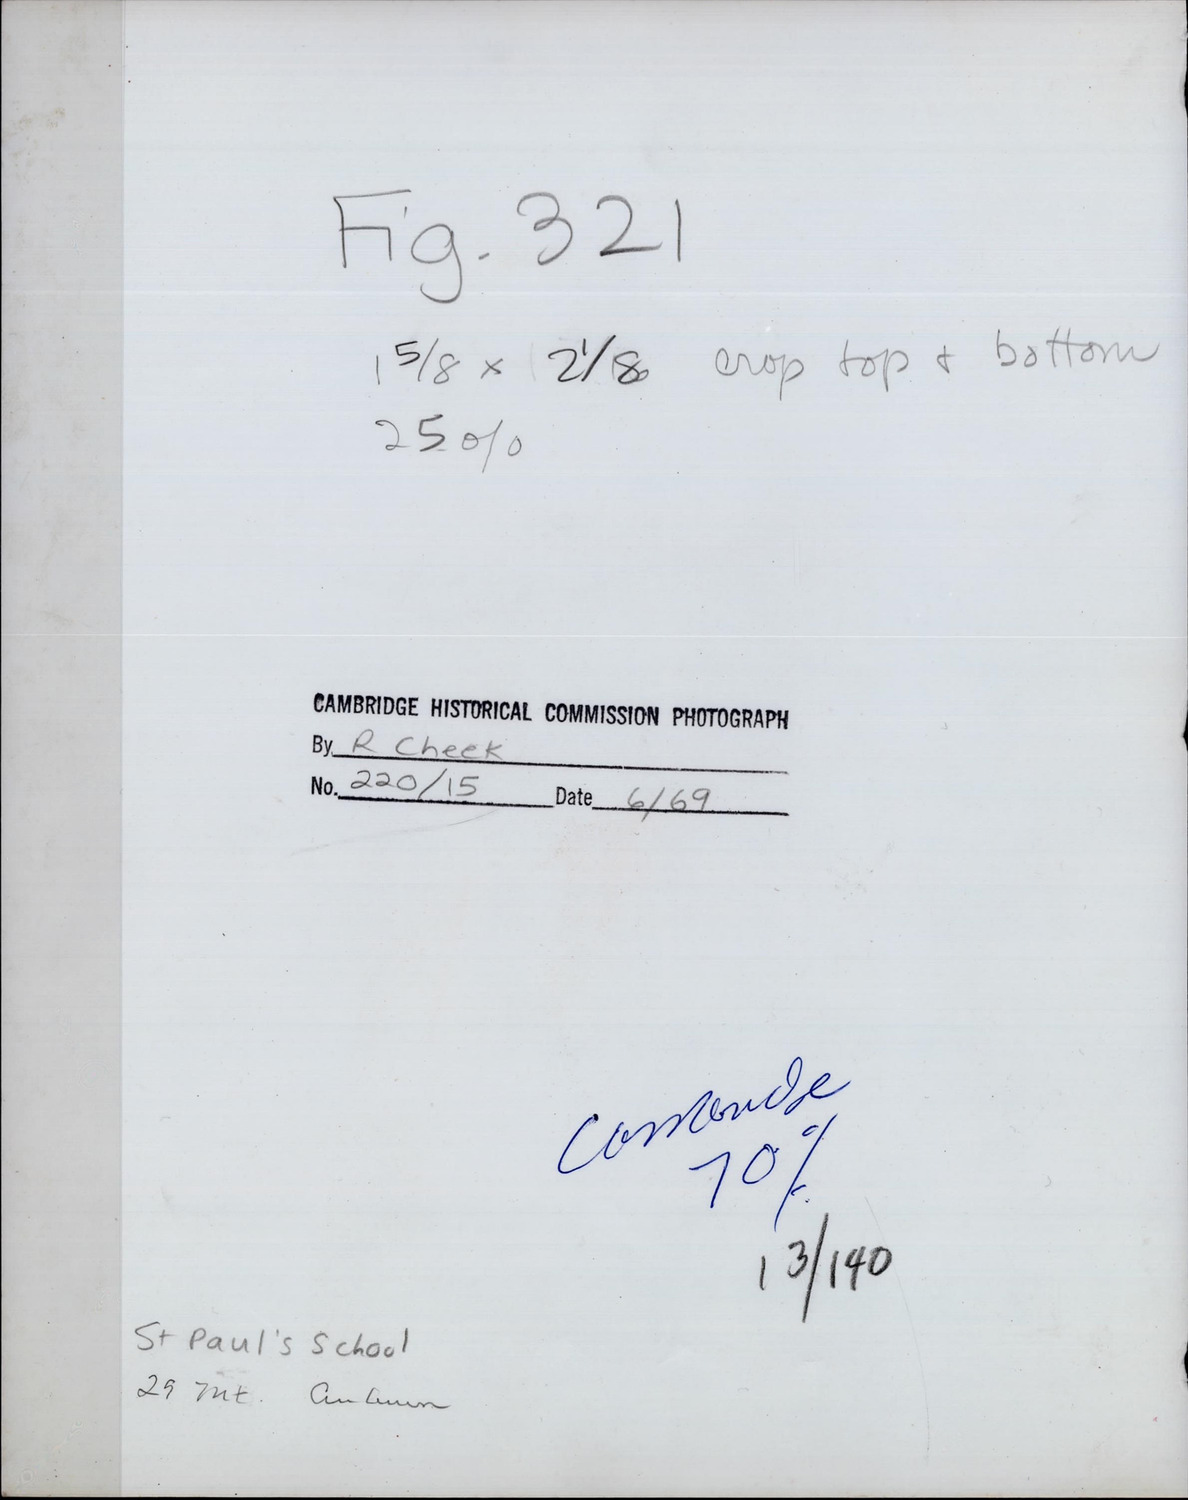 Fig. 321
1 5/8 x 2 1/8 crop top + bottom
25 o/o
CAMBRIDGE HISTORICAL COMMISSION PHOTOGRAPH
By R Cheek
No. 220/15 Date 6/69
70%
13/140
St Paul's School
29 Mt. Auburn